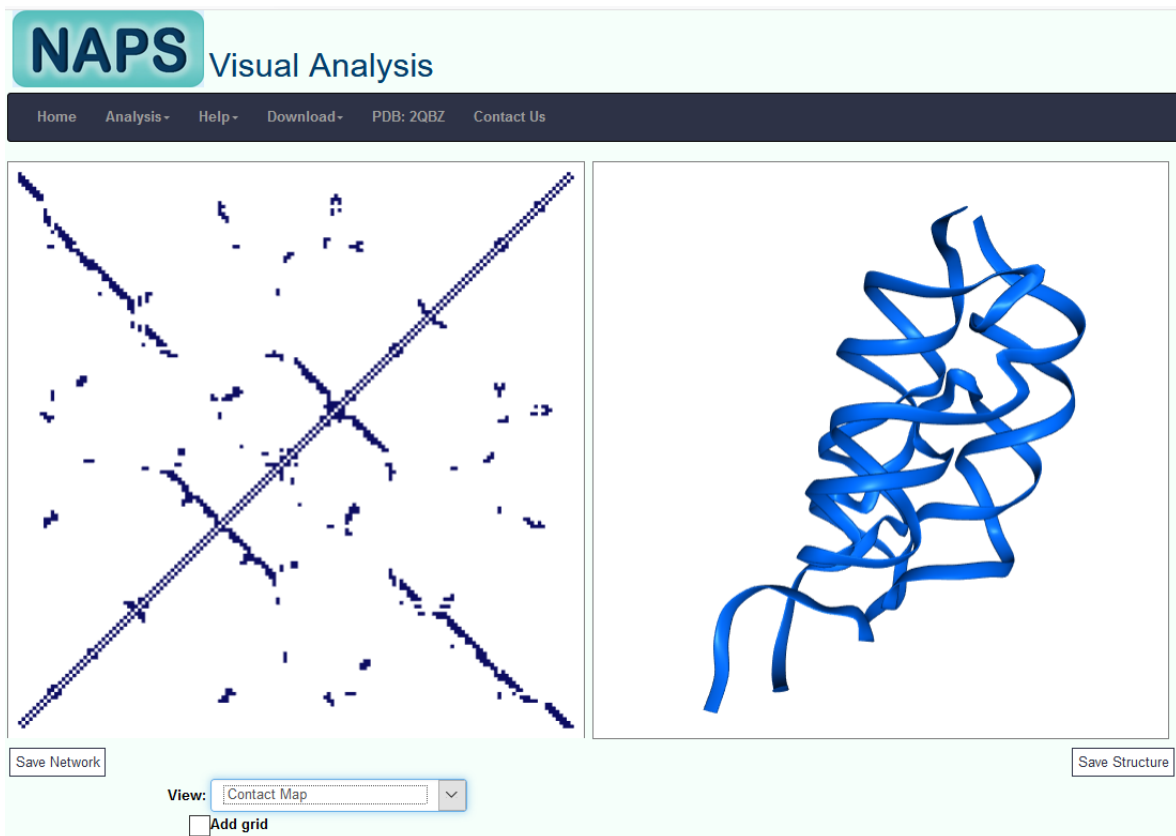 NAPS Visual Analysis
Home Analysis Help Download PDB: 2QBZ Contact Us
Save Network
Save Structure
View: Contact Map
Add grid